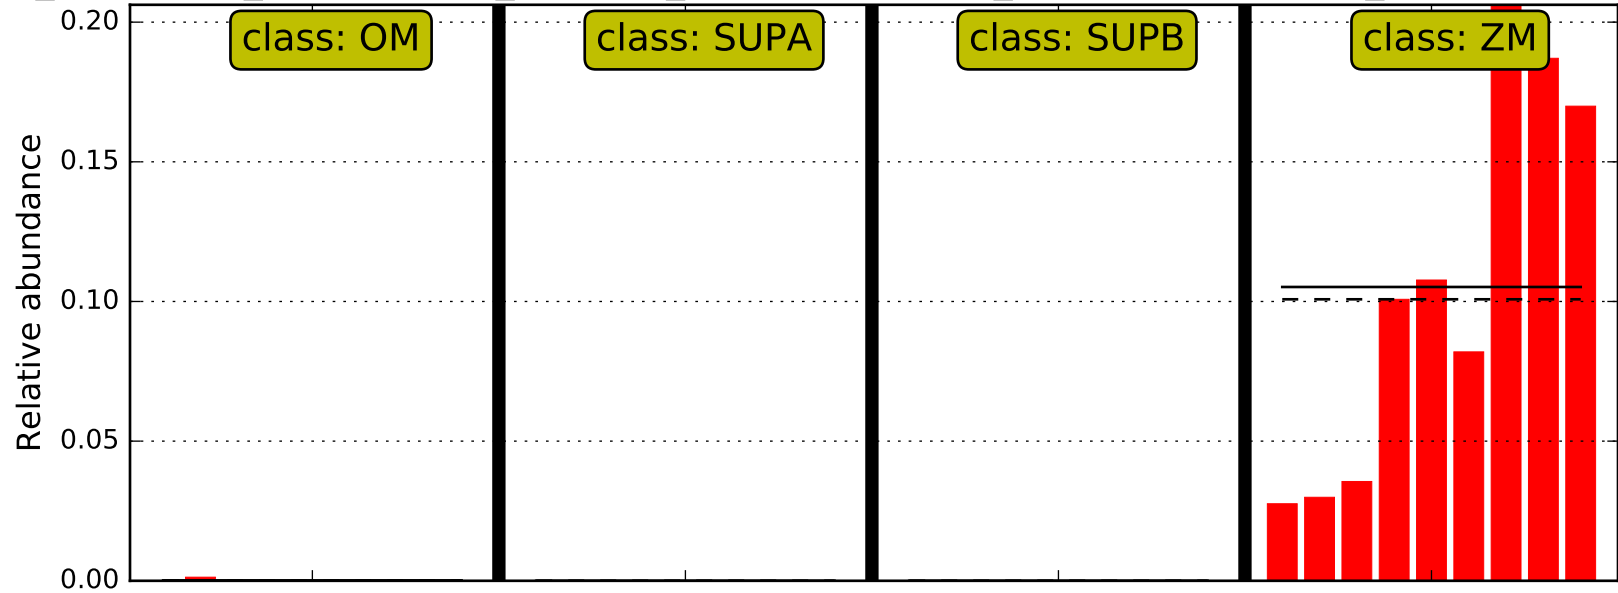 0.20
class: OM
class: SUPA
class: SUPB
class: ZM
0.15
0.10
0.05
0.00
Relative abundance